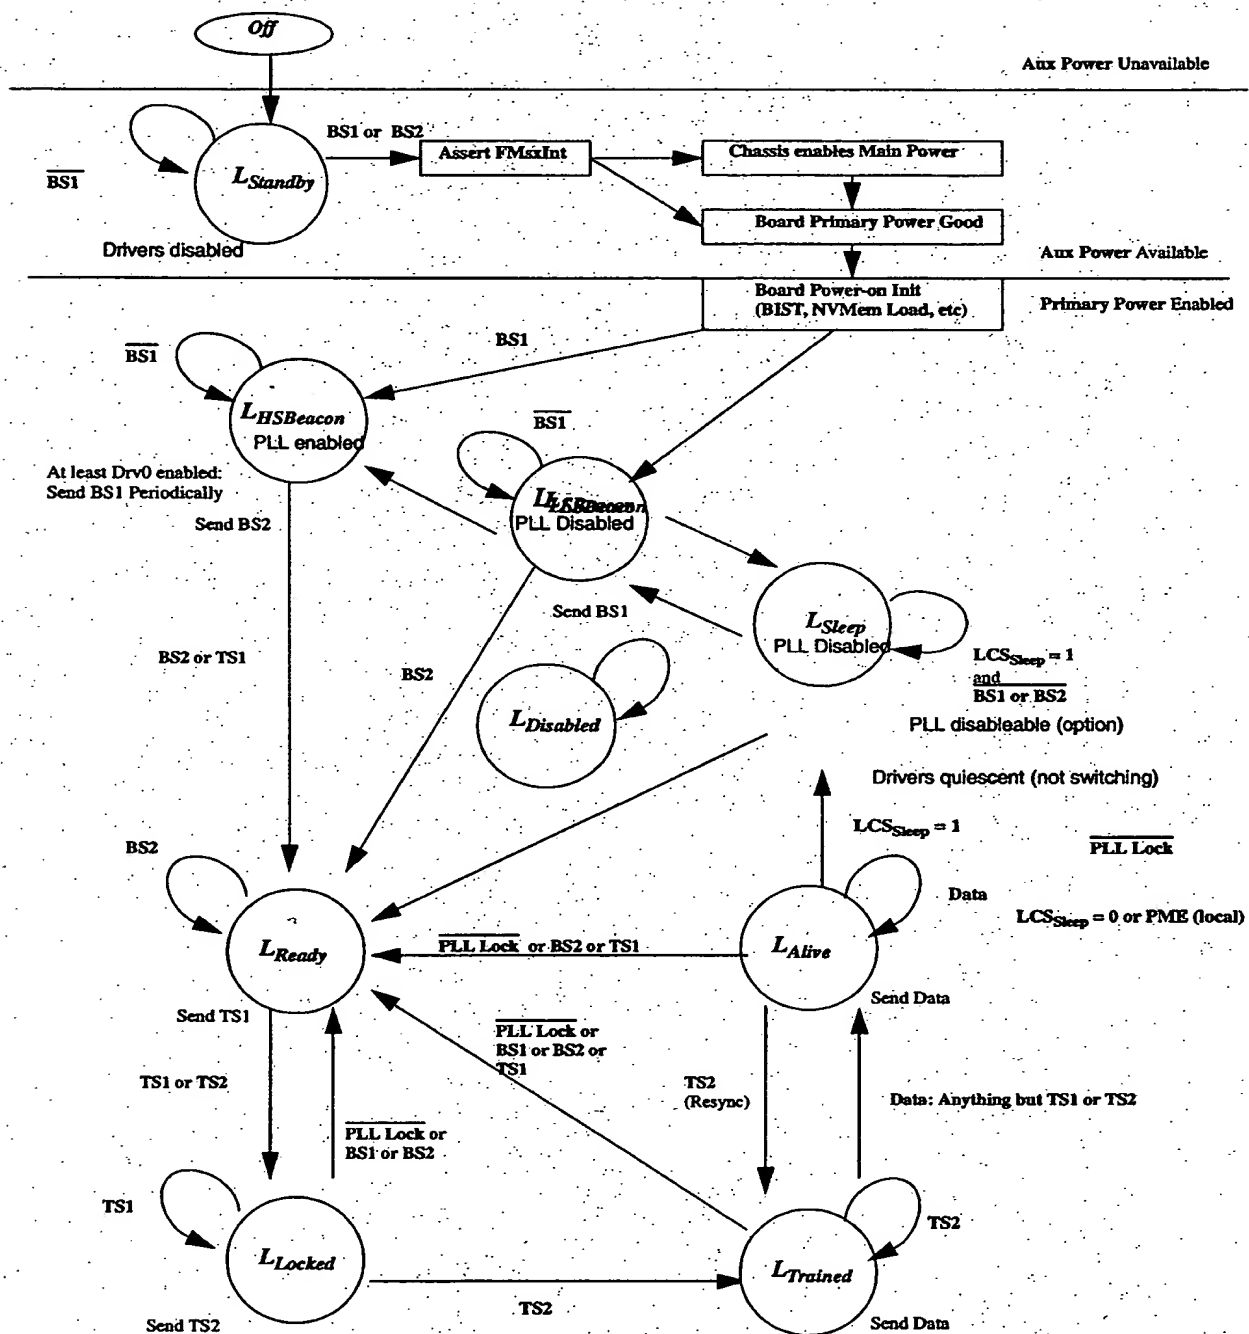 Off
Aux Power Unavailable
BS1 or BS2
Assert FMsxInt
Chassis enables Main Power
BS1
LStandby
Board Primary Power Good
Drivers disabled
Aux Power Available
Board Power-on Init
(BIST, NVMem Load, etc)
Primary Power Enabled
BS1
BS1
LHSBeacon
PLL enabled
BS1
At least Drv0 enabled:
Send BS1 Periodically
PLL Disabled
Send BS2
Send BS1
LSleep
PLL Disabled
BS2 or TS1
BS2
LCSSleep = 1
and
BS1 or BS2
LDisabled
PLL disableable (option)
Drivers quiescent (not switching)
LCSSleep = 1
BS2
PLL Lock
Data
LCSSleep = 0 or PME (local)
LReady
PLL Lock or BS2 or TS1
LAlive
Send TS1
Send Data
PLL Lock or
BS1 or BS2 or
TS1
TS1 or TS2
TS2
(Resync)
Data: Anything but TS1 or TS2
PLL Lock or
BS1 or BS2
TS1
TS2
LLocked
LTrained
TS2
Send TS2
Send Data